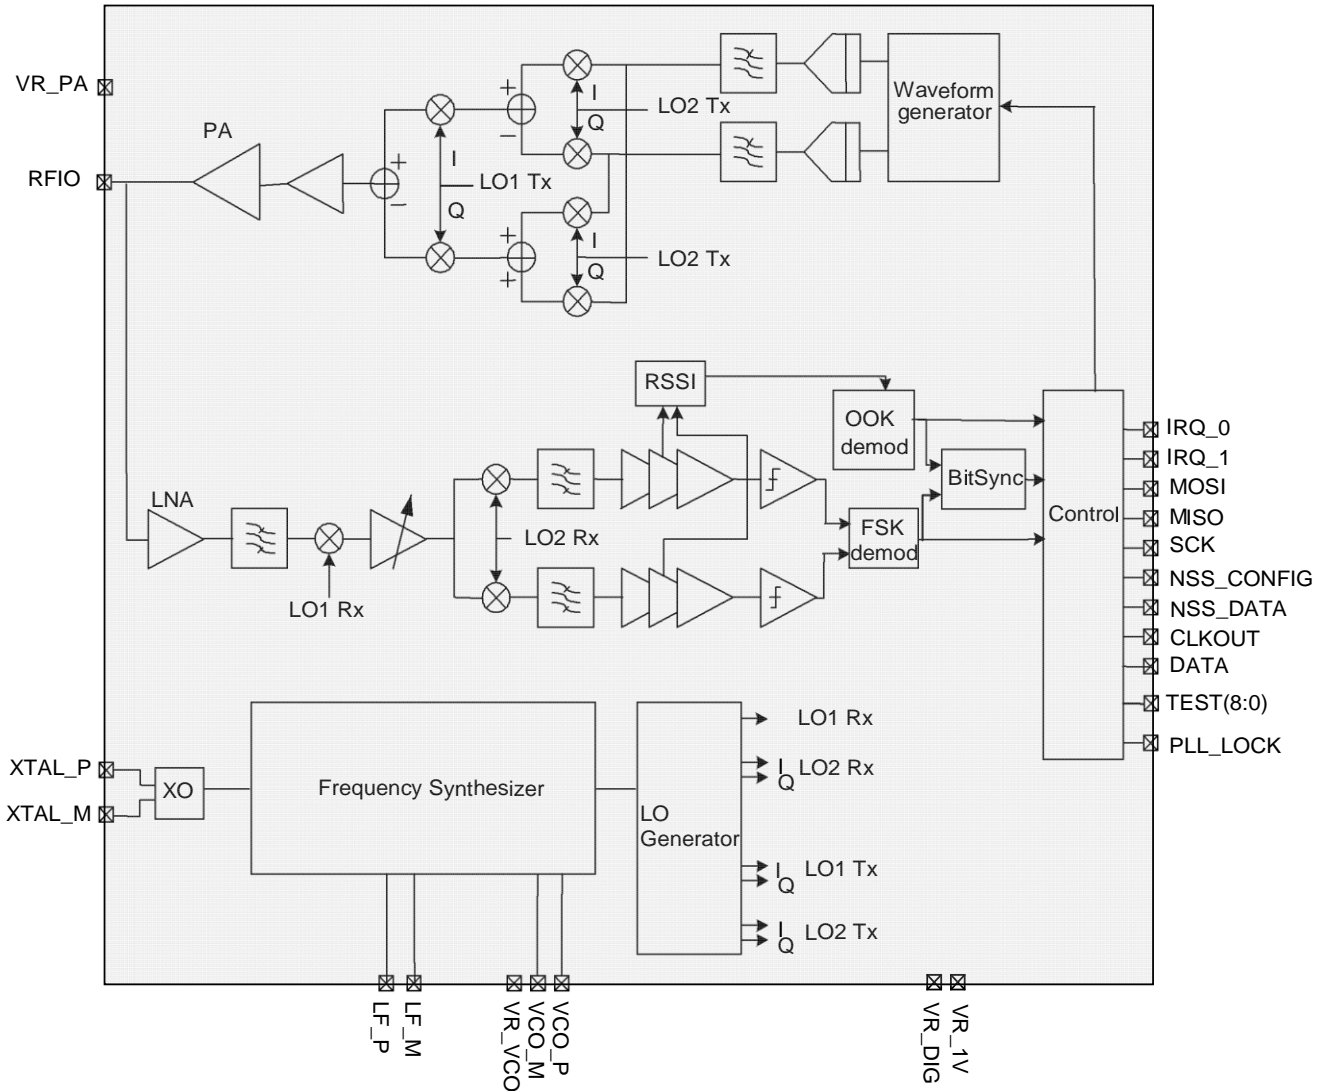 VR_PA
PA
RFIO
+
−
I
LO1 Tx
Q
+
−
+
+
I
LO2 Tx
Q
I
LO2 Tx
Q
Waveform
generator
RSSI
OOK
demod
BitSync
FSK
demod
Control
LNA
LO1 Rx
LO2 Rx
IRQ_0
IRQ_1
MOSI
MISO
SCK
NSS_CONFIG
NSS_DATA
CLKOUT
DATA
TEST(8:0)
PLL_LOCK
XTAL_P
XTAL_M
XO
Frequency Synthesizer
LO
Generator
LO1 Rx
I
Q
LO2 Rx
I
Q
LO1 Tx
I
Q
LO2 Tx
LF_P
LF_M
VR_VCO
VCO_M
VCO_P
VR_DIG
VR_1V